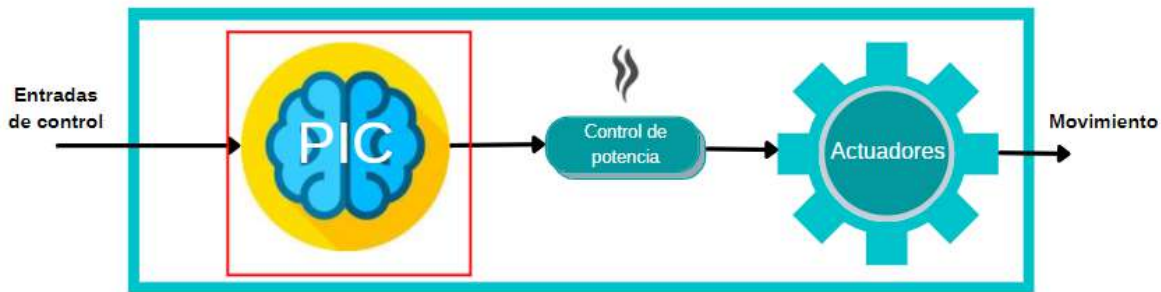 Entradas
de control
PIC
Control de
potencia
Actuadores
Movimiento